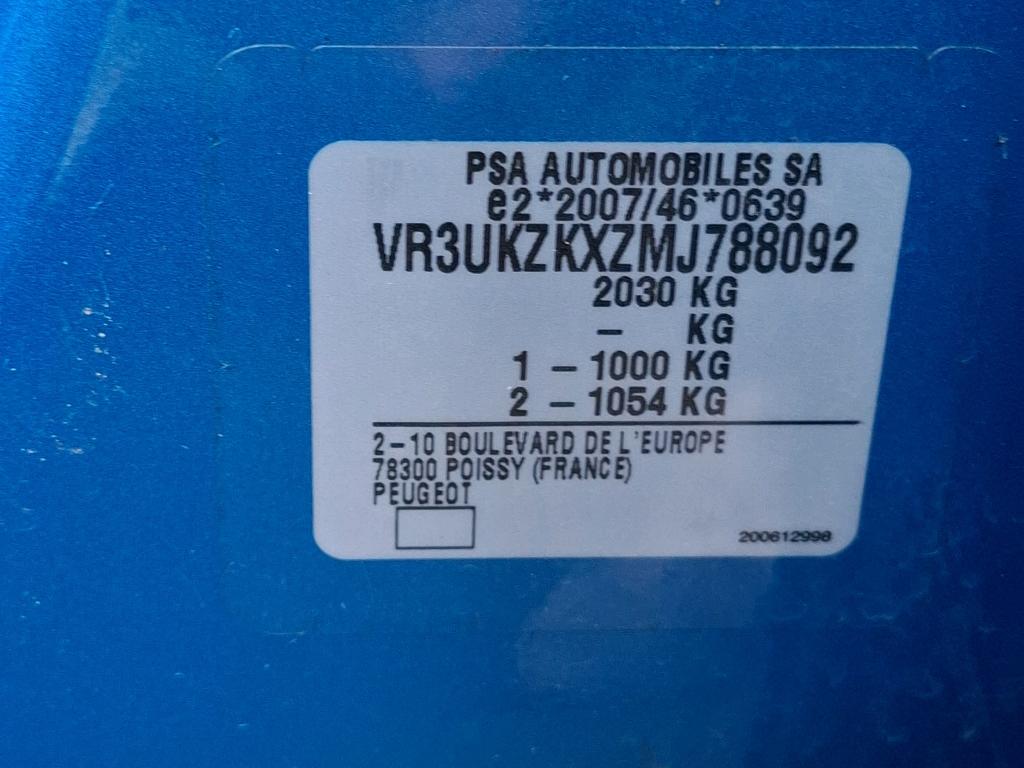 PSA AUTOMOBILES SA
e2*2007/46*0639
VR3UKZKXZMJ788092
2030 KG
– KG
1 – 1000 KG
2 – 1054 KG
2–10 BOULEVARD DE L'EUROPE
78300 POISSY (FRANCE)
PEUGEOT
200612998